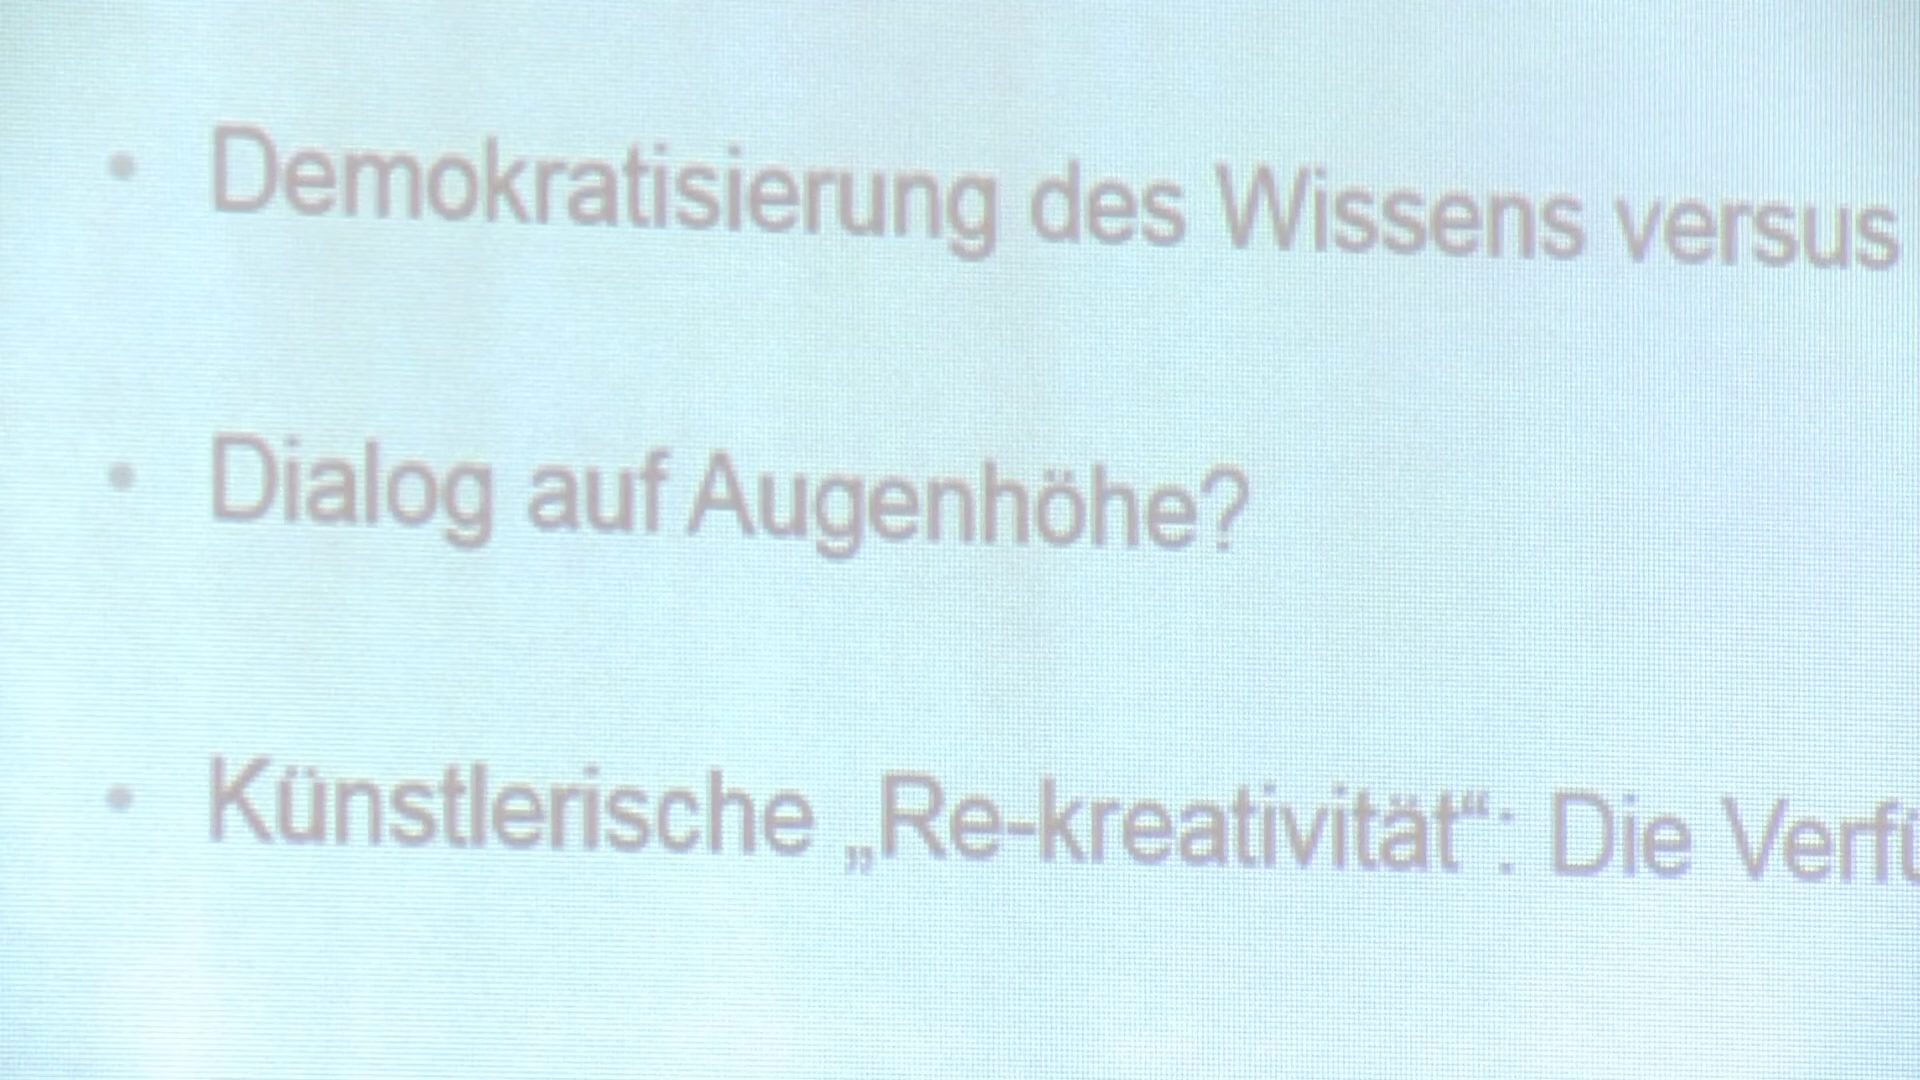 • Demokratisierung des Wissens versus
• Dialog auf Augenhöhe?
• Künstlerische „Re-kreativität“: Die